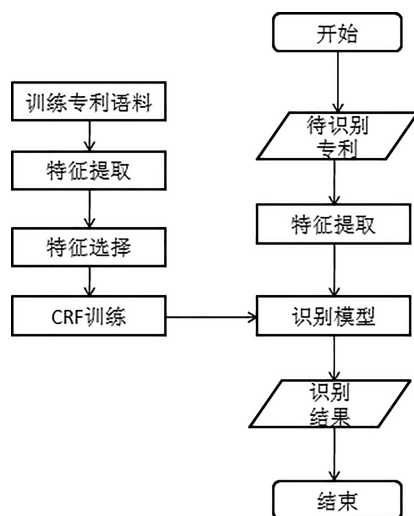 开始
训练专利语料
待识别
专利
特征提取
特征提取
特征选择
CRF训练
识别模型
识别
结果
结束